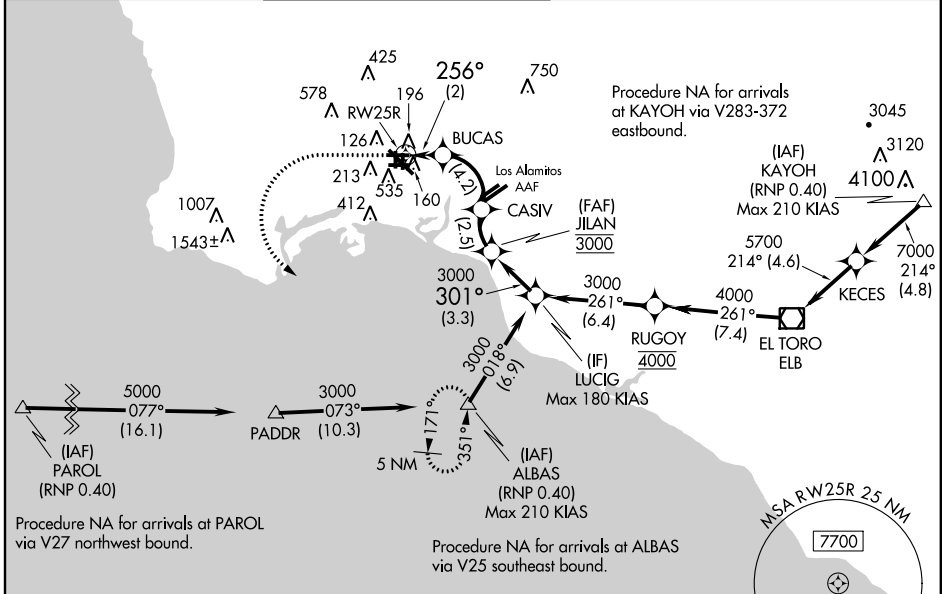 425
578
196
256°
(2)
750
RW25R
126
BUCAS
213
535
160
412
(4.2)
Los Alamitos
AAF
CASIV
(2.5)
(FAF)
JILAN
3000
1007
1543±
Procedure NA for arrivals
at KAYOH via V283-372
eastbound.
3045
3120
(IAF)
KAYOH
(RNP 0.40)
Max 210 KIAS
4100
7000
214°
(4.8)
5700
214° (4.6)
KECES
3000
301°
(3.3)
3000
261°
(6.4)
4000
261°
(7.4)
RUGOY
4000
EL TORO
ELB
(IF)
LUCIG
Max 180 KIAS
3000
018°
(6.9)
5000
077°
(16.1)
3000
073°
(10.3)
PADDR
171°
351°
5 NM
(IAF)
PAROL
(RNP 0.40)
(IAF)
ALBAS
(RNP 0.40)
Max 210 KIAS
Procedure NA for arrivals at PAROL
via V27 northwest bound.
Procedure NA for arrivals at ALBAS
via V25 southeast bound.
MSA RW25R 25 NM
7700